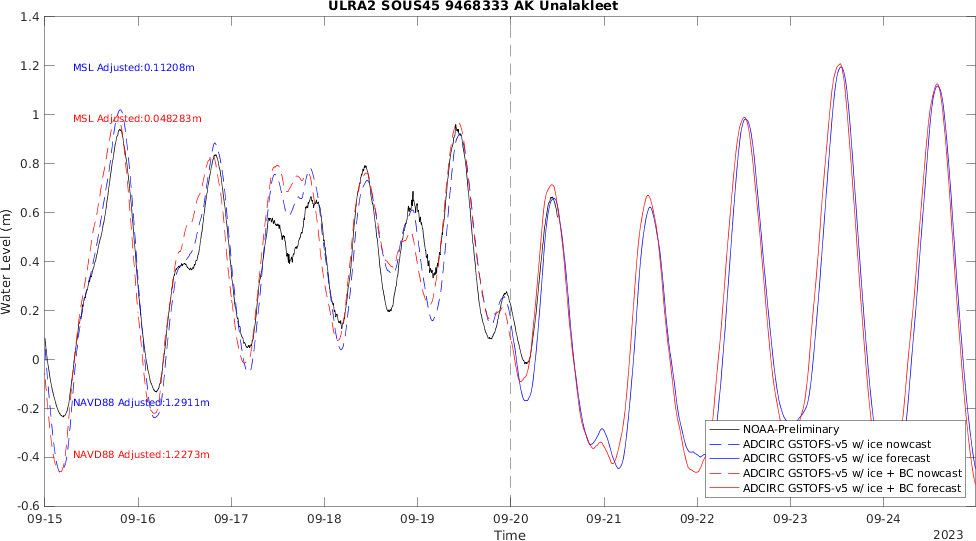 ULRA2 SOUS45 9468333 AK Unalakleet
1.4
1.2
1
0.8
0.6
0.4
0.2
0
-0.2
-0.4
-0.6
Water Level (m)
MSL Adjusted:0.11208m
MSL Adjusted:0.048283m
NAVD88 Adjusted:1.2911m
NAVD88 Adjusted:1.2273m
NOAA-Preliminary
ADCIRC GSTOFS-v5 w/ ice nowcast
ADCIRC GSTOFS-v5 w/ ice forecast
ADCIRC GSTOFS-v5 w/ ice + BC nowcast
ADCIRC GSTOFS-v5 w/ ice + BC forecast
09-15 09-16 09-17 09-18 09-19 09-20 09-21 09-22 09-23 09-24
Time
2023